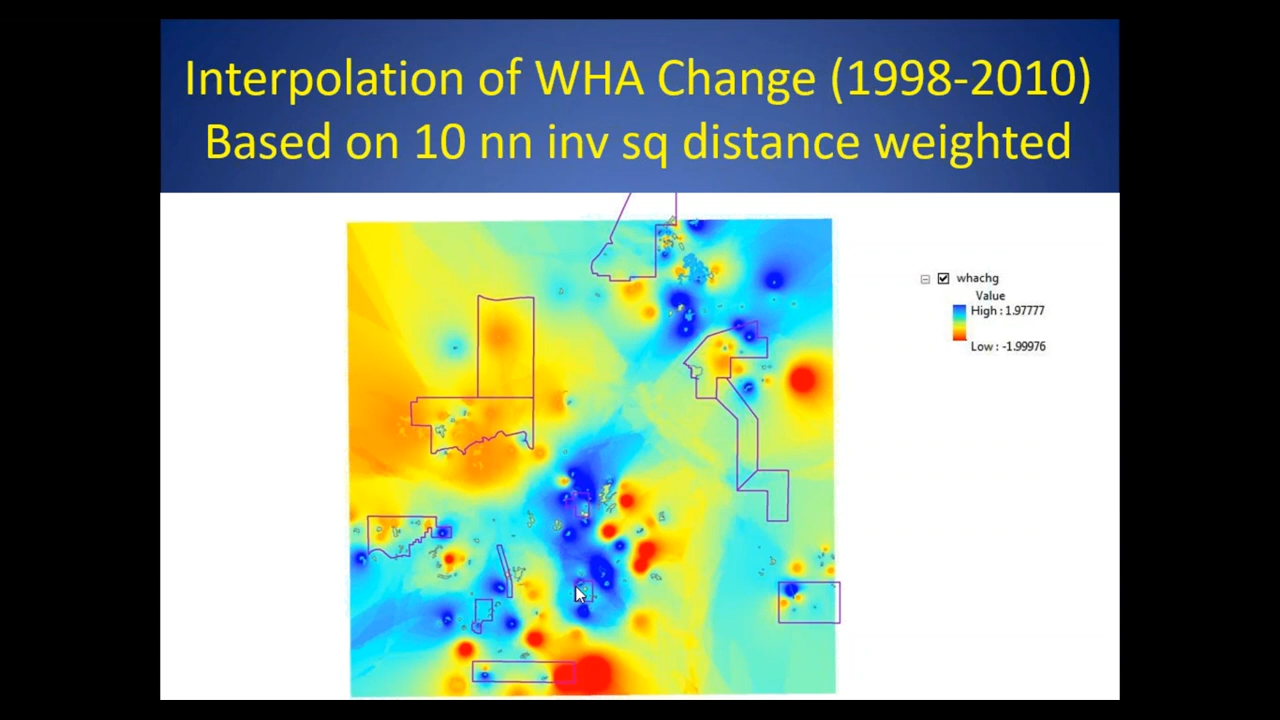 Interpolation of WHA Change (1998-2010)
Based on 10 nn inv sq distance weighted
whachg
Value
High : 1.97777
Low : -1.99976